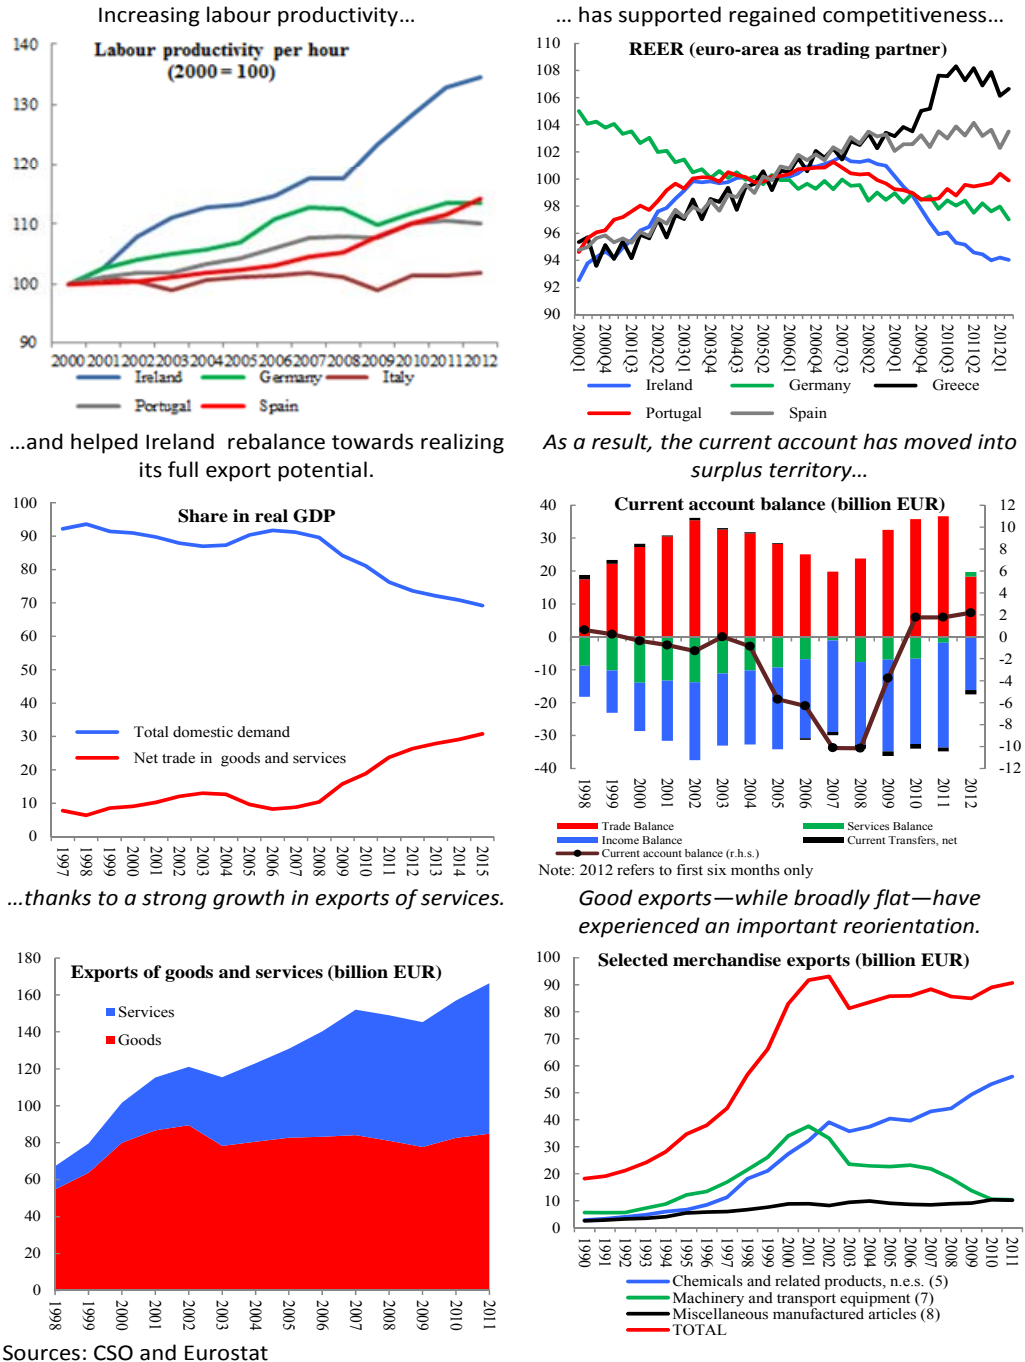 Increasing labour productivity…
Labour productivity per hour
(2000 = 100)
140
130
120
110
100
90
2000 2001 2002 2003 2004 2005 2006 2007 2008 2009 2010 2011 2012
Ireland Germany Italy
Portugal Spain
… has supported regained competitiveness…
REER (euro-area as trading partner)
110
108
106
104
102
100
98
96
94
92
90
2000Q1 2000Q4 2001Q3 2002Q2 2003Q1 2003Q4 2004Q3 2005Q2 2006Q1 2006Q4 2007Q3 2008Q2 2009Q1 2009Q4 2010Q3 2011Q2 2012Q1
Ireland Germany Greece
Portugal Spain
…and helped Ireland rebalance towards realizing
its full export potential.
Share in real GDP
100
90
80
70
60
50
40
30
20
10
0
Total domestic demand
Net trade in goods and services
1997 1998 1999 2000 2001 2002 2003 2004 2005 2006 2007 2008 2009 2010 2011 2012 2013 2014 2015
As a result, the current account has moved into
surplus territory…
Current account balance (billion EUR)
40
30
20
10
0
-10
-20
-30
-40
12
10
8
6
4
2
0
-2
-4
-6
-8
-10
-12
1998 1999 2000 2001 2002 2003 2004 2005 2006 2007 2008 2009 2010 2011 2012
Trade Balance Services Balance
Income Balance Current Transfers, net
Current account balance (r.h.s.)
Note: 2012 refers to first six months only
…thanks to a strong growth in exports of services.
Exports of goods and services (billion EUR)
180
160
140
120
100
80
60
40
20
0
Services
Goods
1998 1999 2000 2001 2002 2003 2004 2005 2006 2007 2008 2009 2010 2011
Good exports—while broadly flat—have
experienced an important reorientation.
Selected merchandise exports (billion EUR)
100
90
80
70
60
50
40
30
20
10
0
1990 1991 1992 1993 1994 1995 1996 1997 1998 1999 2000 2001 2002 2003 2004 2005 2006 2007 2008 2009 2010 2011
Chemicals and related products, n.e.s. (5)
Machinery and transport equipment (7)
Miscellaneous manufactured articles (8)
TOTAL
Sources: CSO and Eurostat